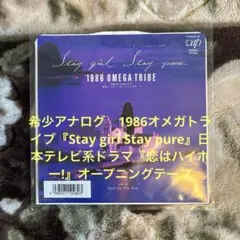 Stay girl Stay pure
1986 OMEGA TRIBE
vap
希少アナログ　1986オメガトラ
イブ『Stay girl Stay pure』日
本テレビ系ドラマ『恋はハイホ
ー!』オープニングテーマ